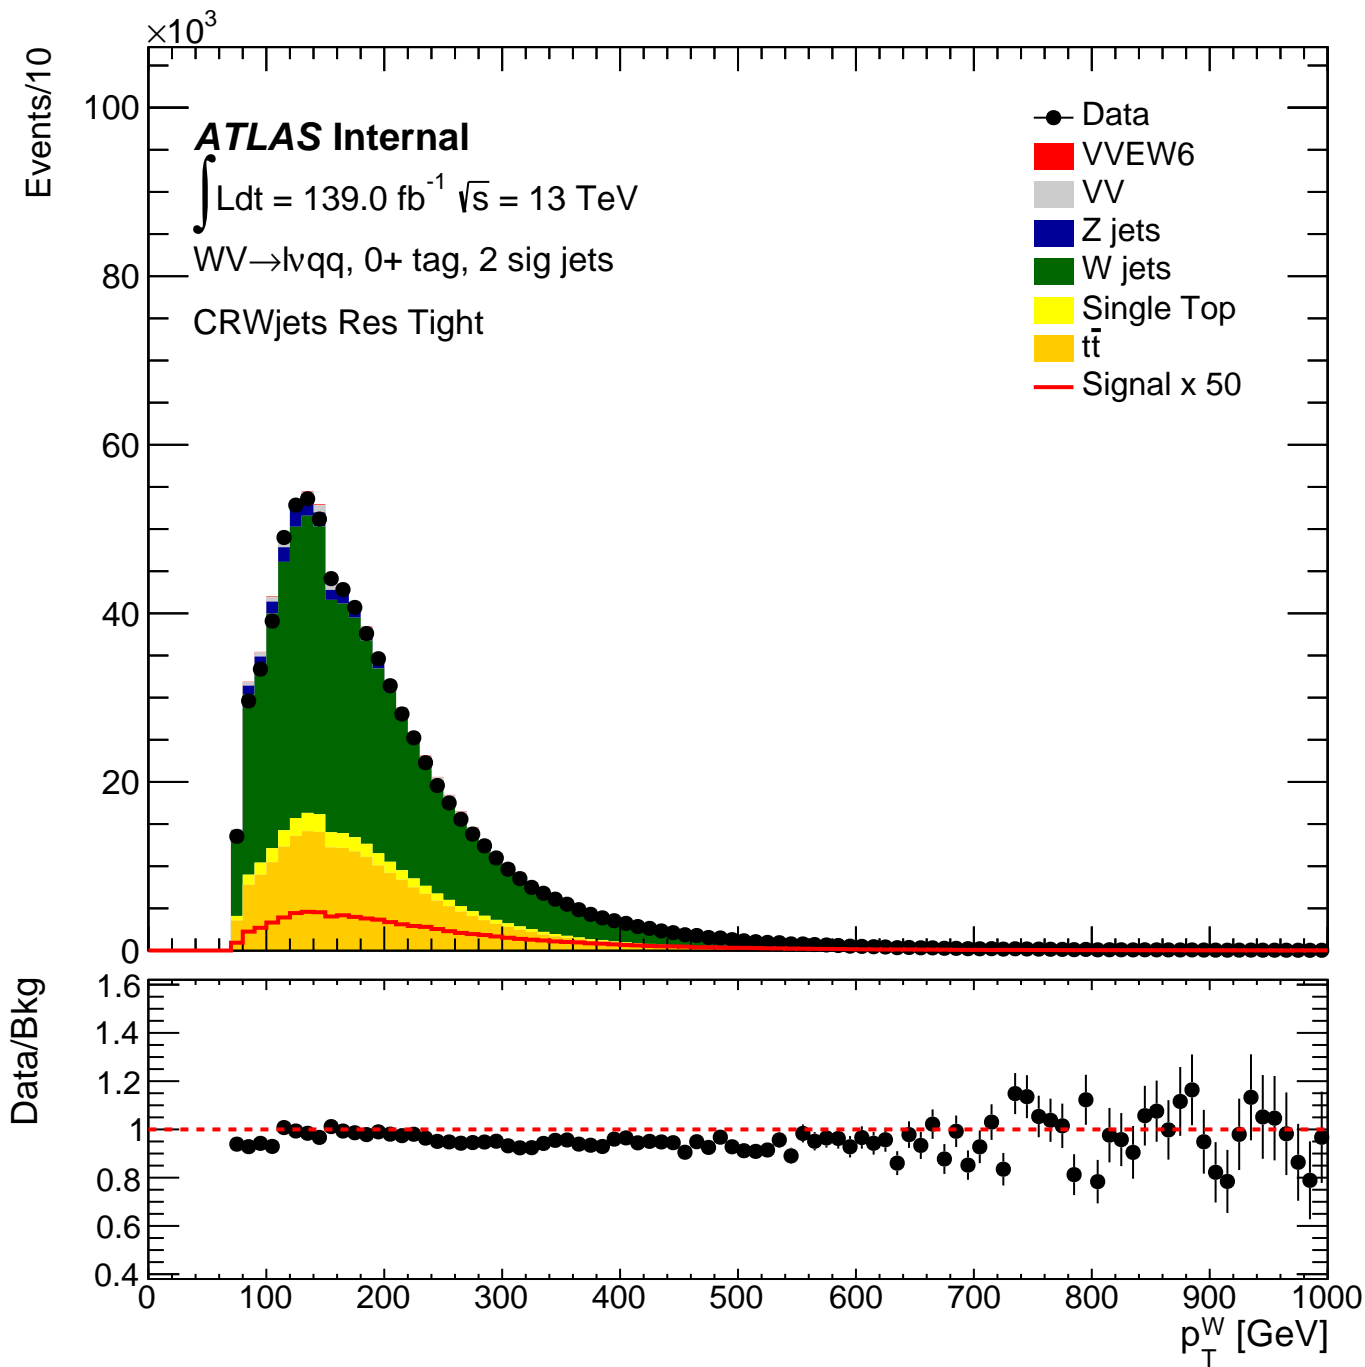 ×10³
Events/10
100
80
60
40
20
0
ATLAS Internal
∫Ldt = 139.0 fb⁻¹ √s = 13 TeV
WV→lνqq, 0+ tag, 2 sig jets
CRWjets Res Tight
Data
VVEW6
VV
Z jets
W jets
Single Top
tt̄
Signal x 50
Data/Bkg
1.6
1.4
1.2
1
0.8
0.6
0.4
0 100 200 300 400 500 600 700 800 900 1000
p_T^W [GeV]